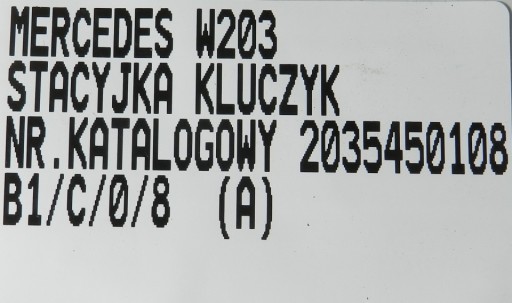 MERCEDES W203
STACYJKA KLUCZYK
NR.KATALOGOWY 2035450108
B1/C/0/8 (A)